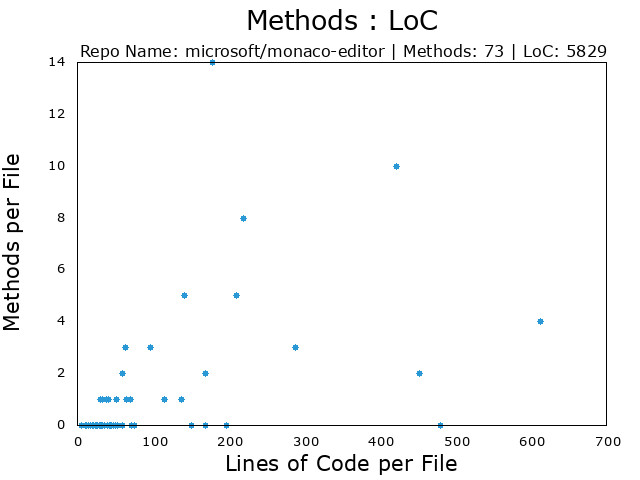 Methods : LoC
Repo Name: microsoft/monaco-editor | Methods: 73 | LoC: 5829
14
12
10
8
6
4
2
0
Methods per File
0 100 200 300 400 500 600 700
Lines of Code per File